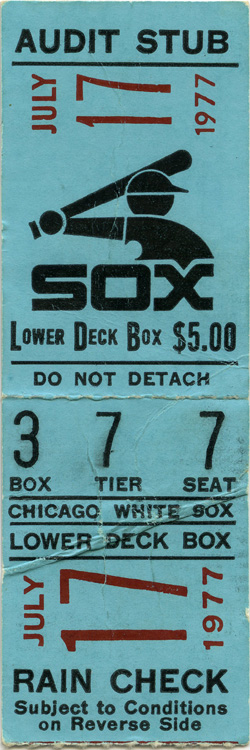 AUDIT STUB
JULY 17 1977
SOX
LOWER DECK BOX $5.00
DO NOT DETACH
3 7 7
BOX TIER SEAT
CHICAGO WHITE SOX
LOWER DECK BOX
JULY 17 1977
RAIN CHECK
Subject to Conditions
on Reverse Side